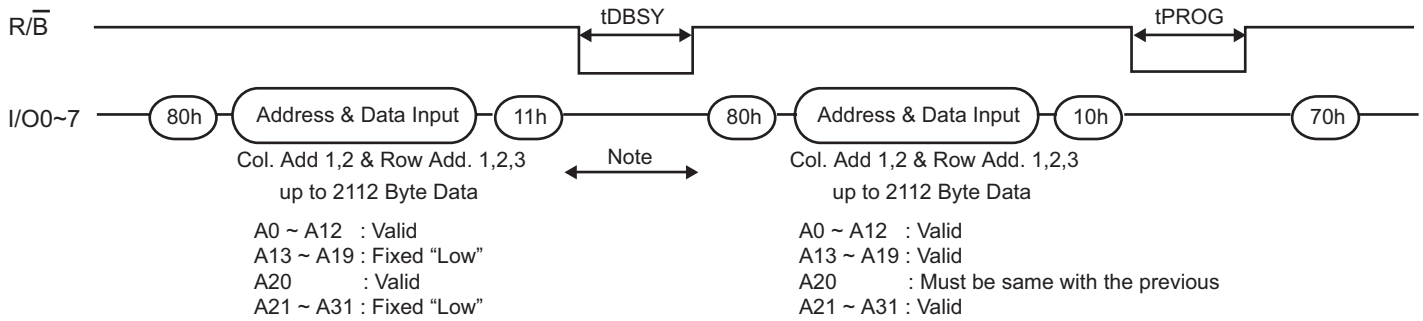 tDBSY tPROG
R/B̅
I/O0~7 80h Address & Data Input 11h 80h Address & Data Input 10h 70h
Col. Add 1,2 & Row Add. 1,2,3 Note Col. Add 1,2 & Row Add. 1,2,3
up to 2112 Byte Data up to 2112 Byte Data
A0 ~ A12 : Valid A0 ~ A12 : Valid
A13 ~ A19 : Fixed “Low” A13 ~ A19 : Valid
A20 : Valid A20 : Must be same with the previous
A21 ~ A31 : Fixed “Low” A21 ~ A31 : Valid